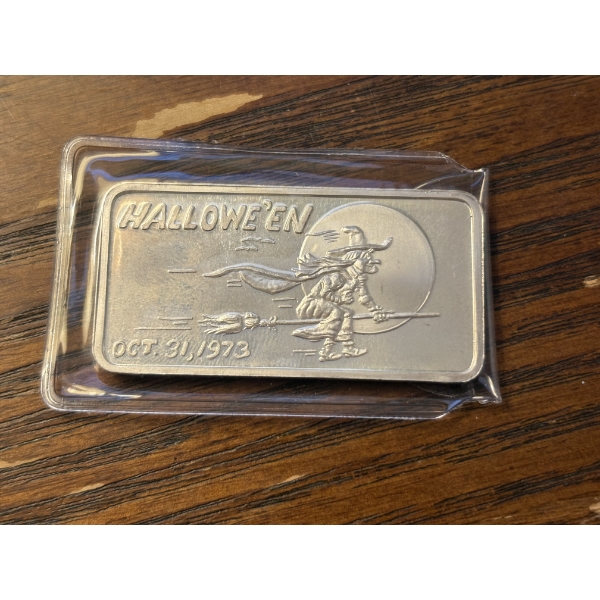 HALLOWE'EN
OCT. 31, 1973